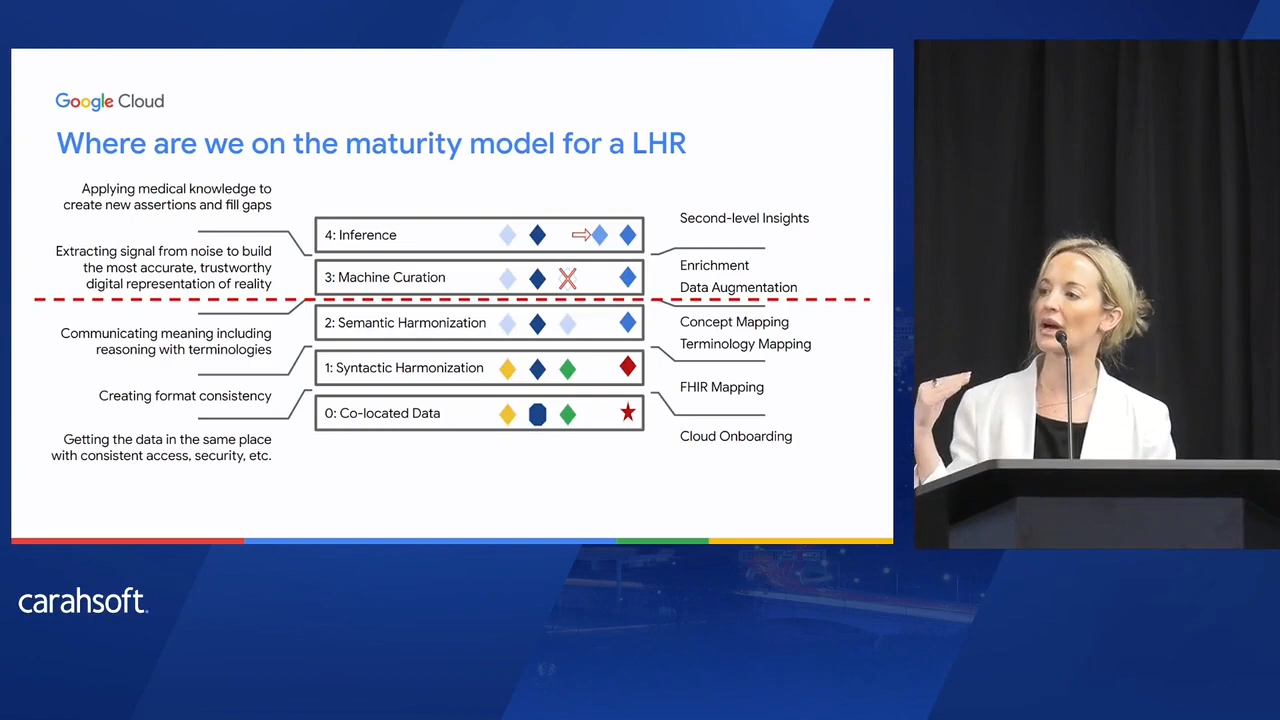 Google Cloud
Where are we on the maturity model for a LHR
Applying medical knowledge to
create new assertions and fill gaps
Extracting signal from noise to build
the most accurate, trustworthy
digital representation of reality
Communicating meaning including
reasoning with terminologies
Creating format consistency
Getting the data in the same place
with consistent access, security, etc.
4: Inference
3: Machine Curation
2: Semantic Harmonization
1: Syntactic Harmonization
0: Co-located Data
Second-level Insights
Enrichment
Data Augmentation
Concept Mapping
Terminology Mapping
FHIR Mapping
Cloud Onboarding
carahsoft.